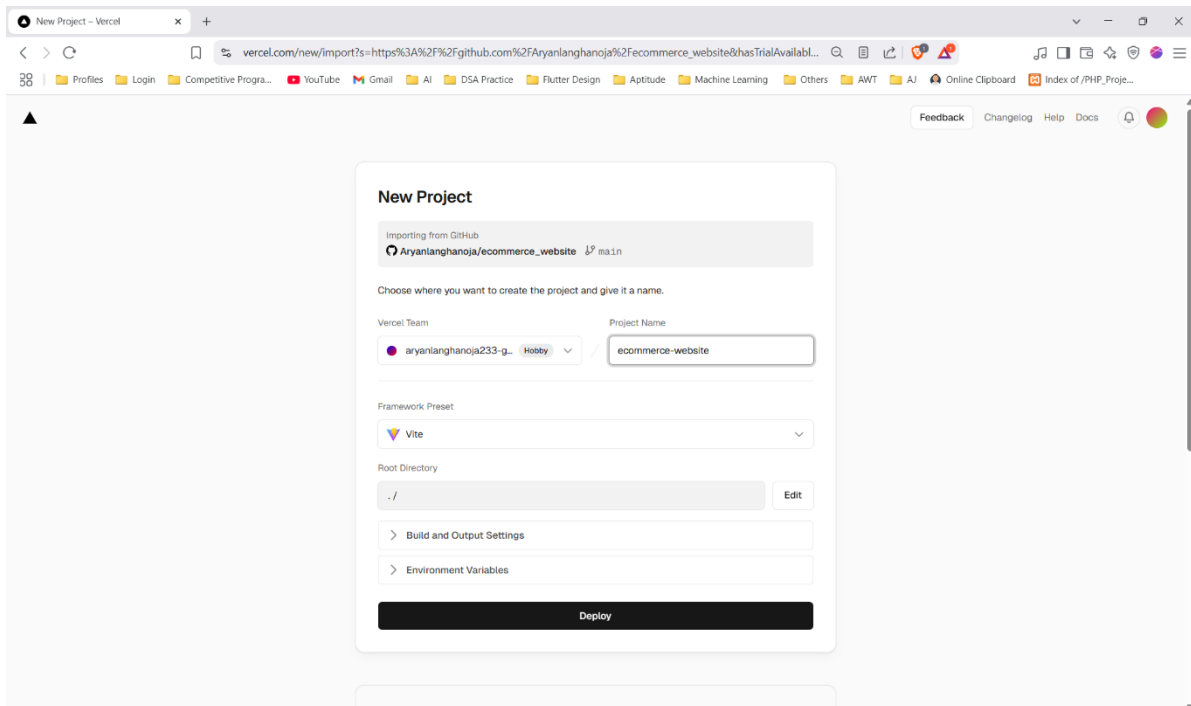 New Project – Vercel
vercel.com/new/import?s=https%3A%2F%2Fgithub.com%2FAryanlanghanoja%2Fecommerce_website&hasTrialAvailabl...
Profiles Login Competitive Progra... YouTube Gmail AI DSA Practice Flutter Design Aptitude Machine Learning Others AWT AJ Online Clipboard Index of /PHP_Proje...
Feedback Changelog Help Docs
New Project
Importing from GitHub
Aryanlanghanoja/ecommerce_website main
Choose where you want to create the project and give it a name.
Vercel Team Project Name
aryanlanghanoja233-g... Hobby / ecommerce-website
Framework Preset
Vite
Root Directory
./ Edit
Build and Output Settings
Environment Variables
Deploy